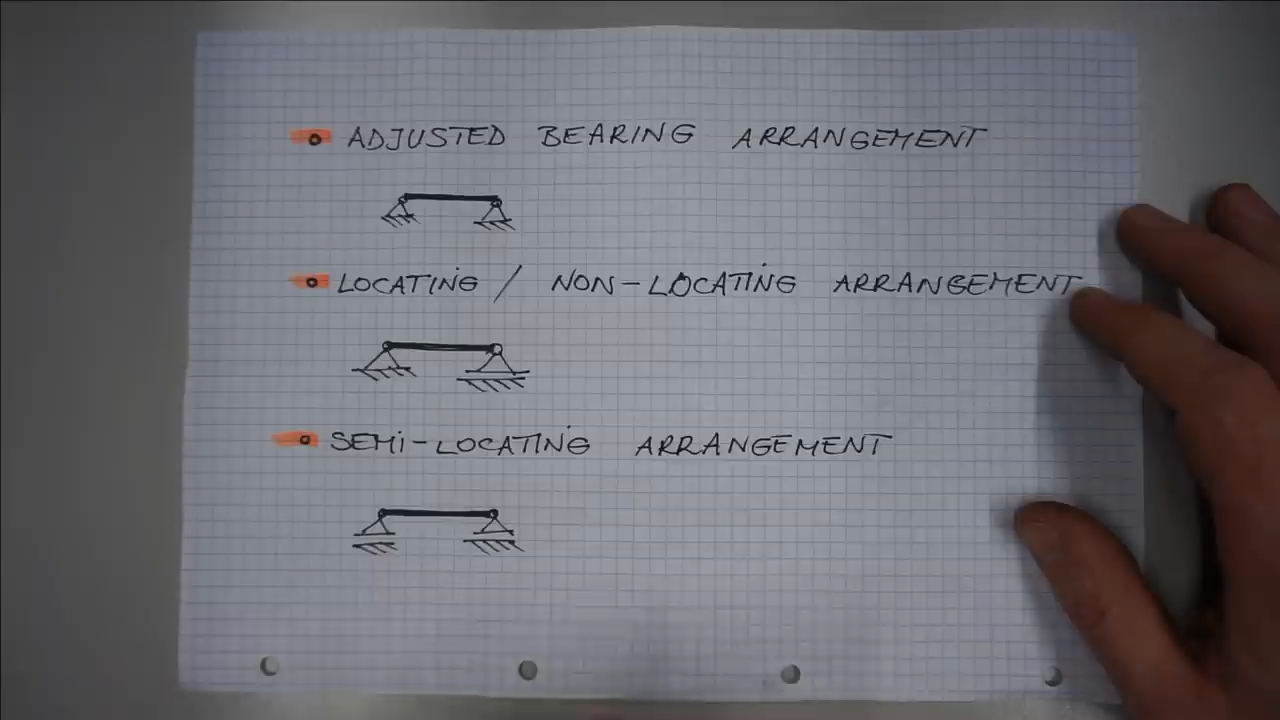 ADJUSTED BEARING ARRANGEMENT
LOCATING / NON-LOCATING ARRANGEMENT
SEMI-LOCATING ARRANGEMENT